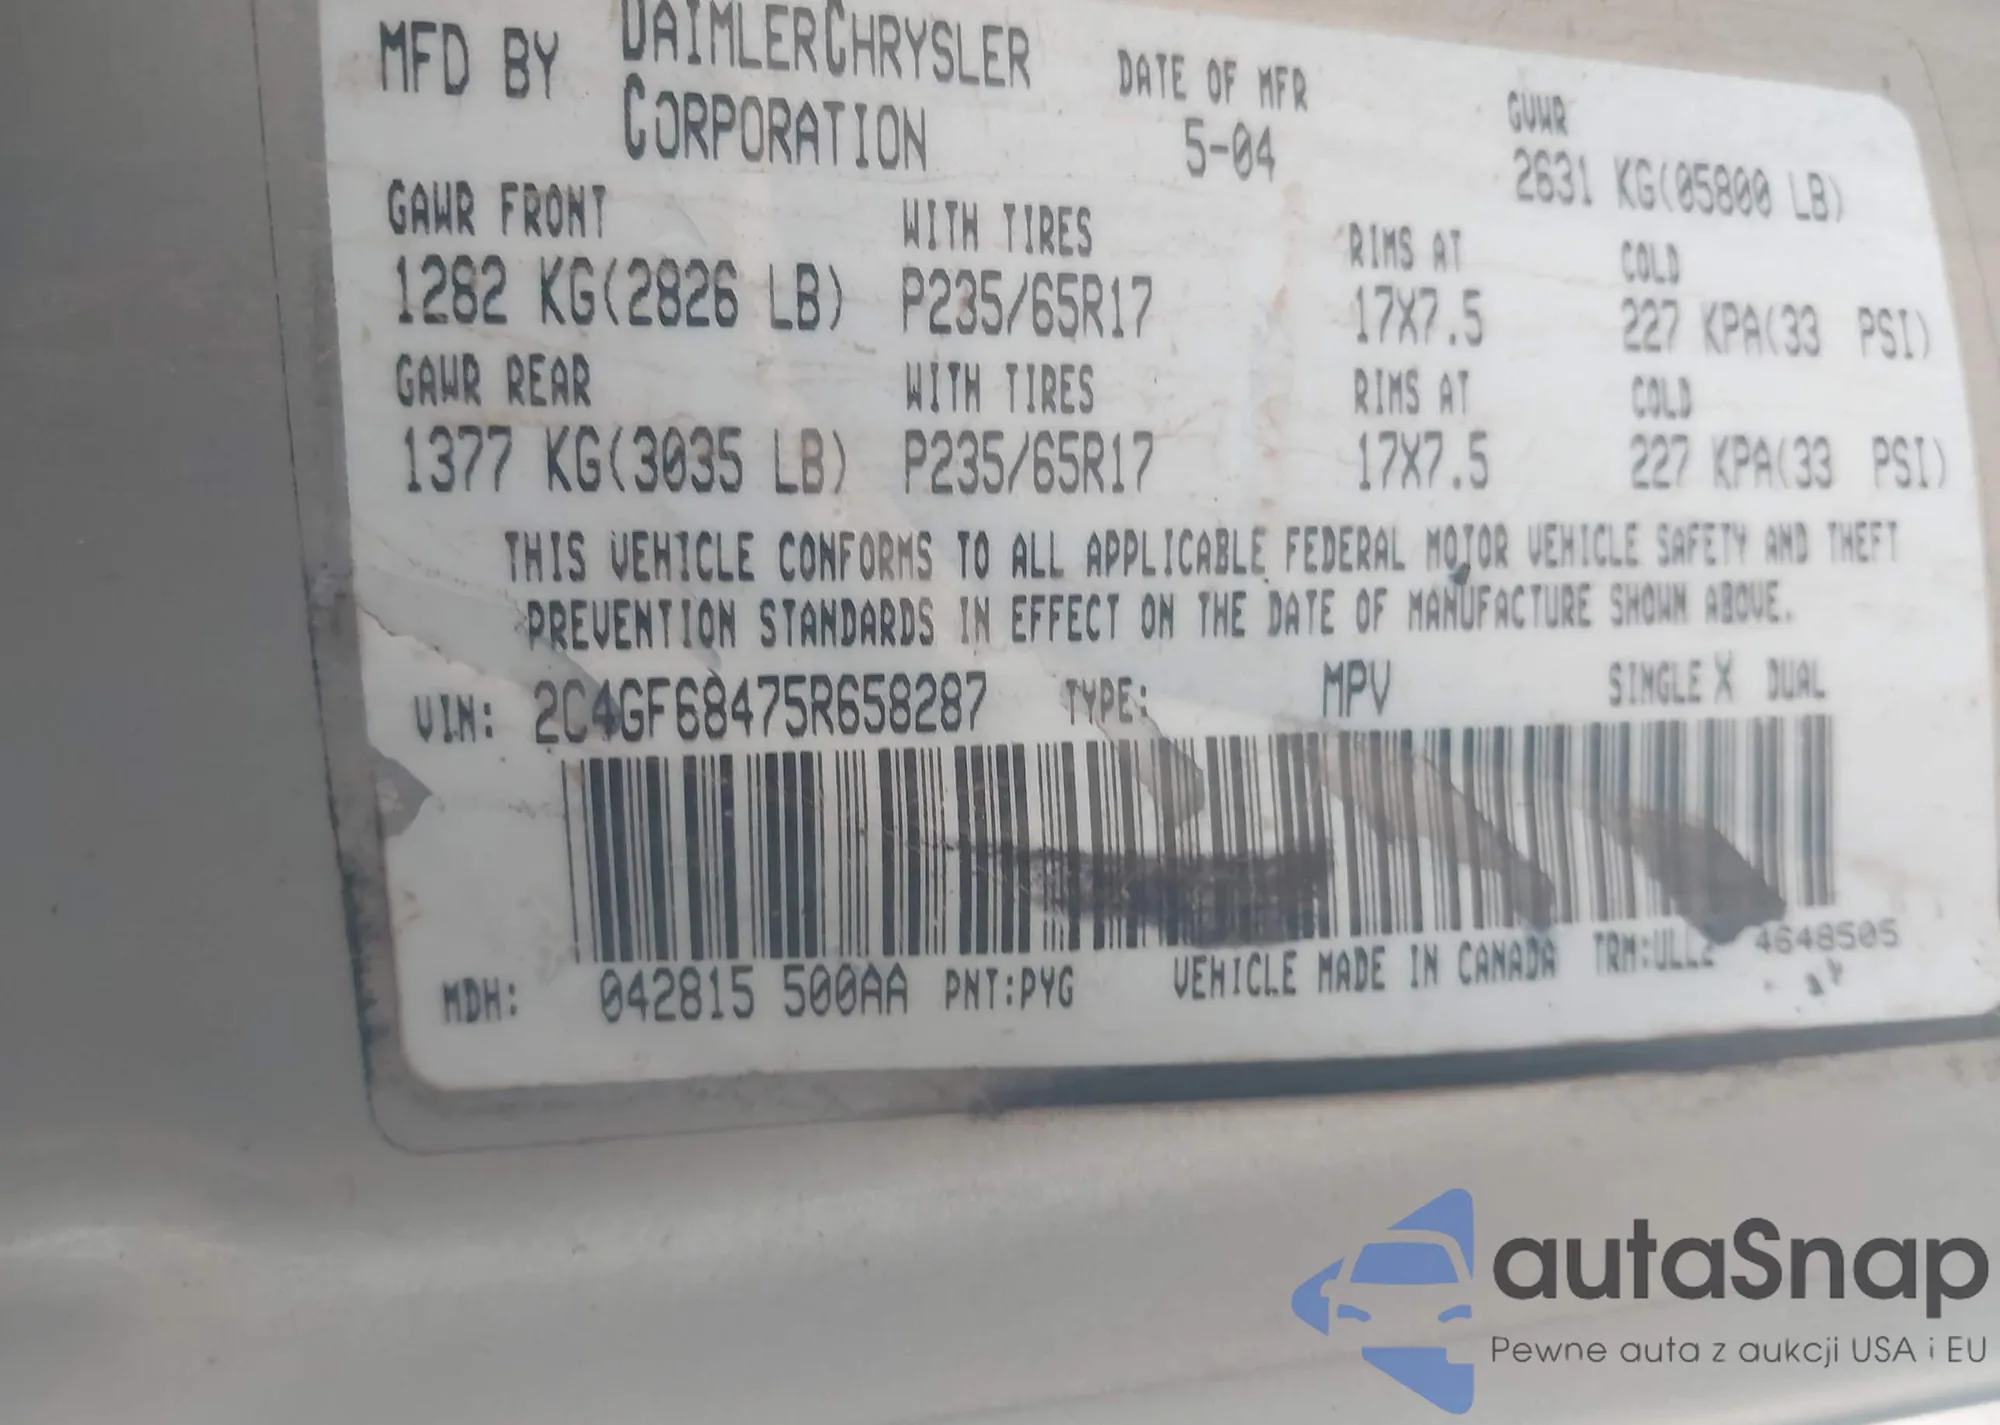 MFD BY DAIMLERCHRYSLER CORPORATION
DATE OF MFR
5-04
GVWR
2631 KG(05800 LB)
GAWR FRONT WITH TIRES RIMS AT COLD
1282 KG(2826 LB) P235/65R17 17X7.5 227 KPA(33 PSI)
GAWR REAR WITH TIRES RIMS AT COLD
1377 KG(3035 LB) P235/65R17 17X7.5 227 KPA(33 PSI)
THIS VEHICLE CONFORMS TO ALL APPLICABLE FEDERAL MOTOR VEHICLE SAFETY AND THEFT
PREVENTION STANDARDS IN EFFECT ON THE DATE OF MANUFACTURE SHOWN ABOVE.
VIN: 2C4GF68475R658287 TYPE: MPV SINGLE X DUAL
MDH: 042815 500AA PNT:PYG VEHICLE MADE IN CANADA TRM:ULL2 4648505
autaSnap
Pewne auta z aukcji USA i EU